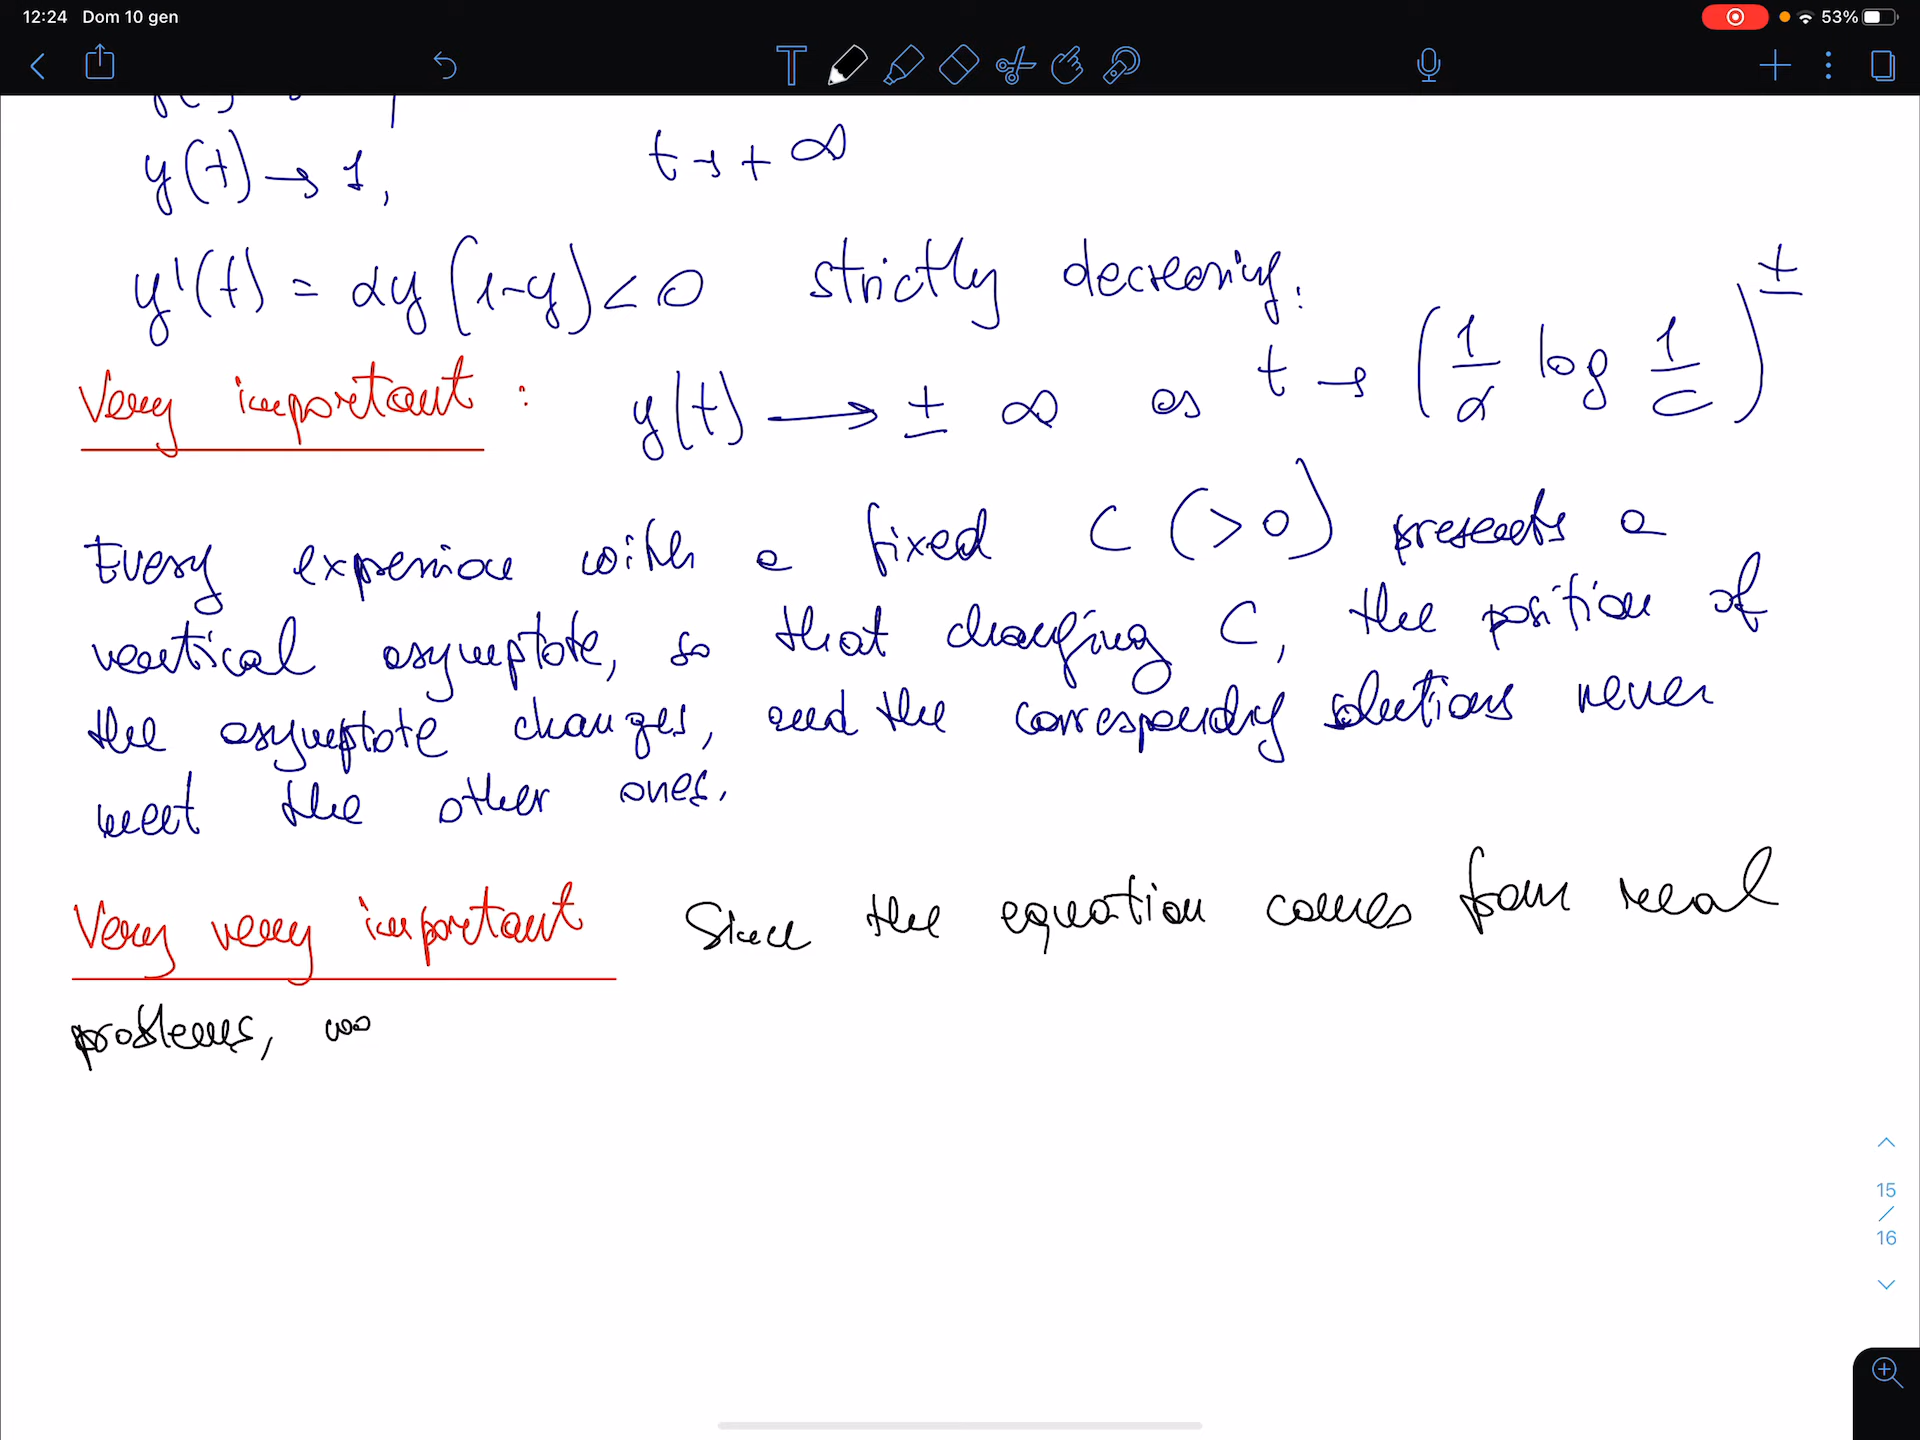 12:24 Dom 10 gen 53%
y(t) → 1, t → + ∞
y'(t) = αy (1-y) < 0 strictly decreasing.
Very important : y(t) → ± ∞ as t → (1/α log 1/C)^±
Every expression with a fixed C (>0) presents a
vertical asymptote, so that changing C, the position of
the asymptote changes, and the corresponding solutions never
meet the other ones.
Very very important Since the equation comes from real
problems,
15
/
16